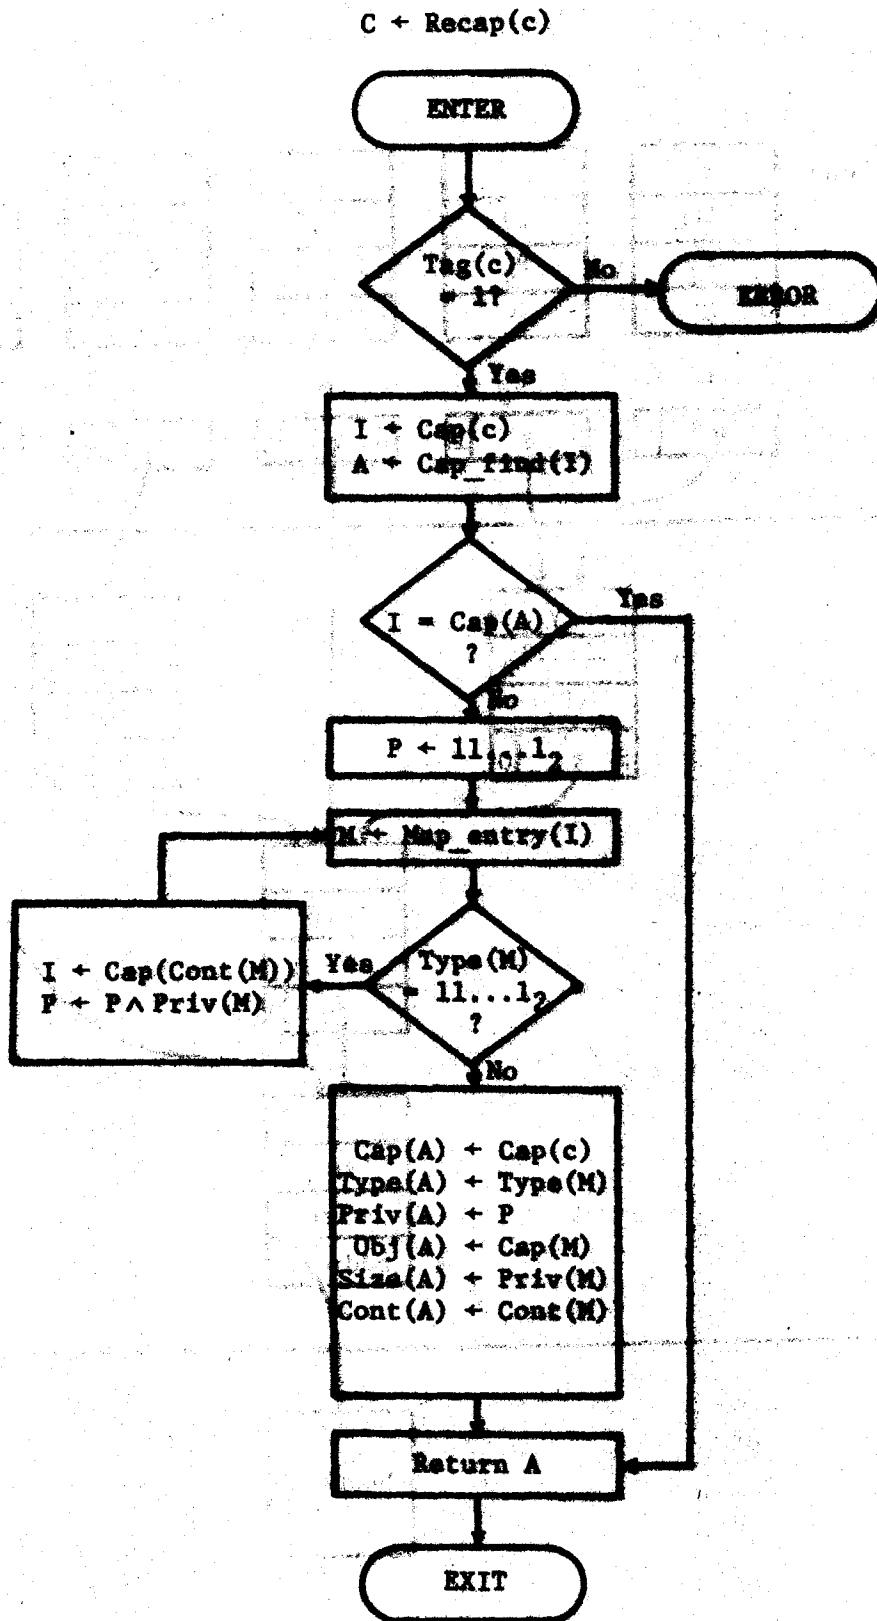 C ← Recap(c)
ENTER
Tag(c)
= 1?
No
ERROR
Yes
I ← Cap(c)
A ← Cap_find(I)
I = Cap(A)
?
Yes
No
P ← 11...1₂
M ← Map_entry(I)
Type(M)
= 11...1₂
?
Yes
I ← Cap(Cont(M))
P ← P ∧ Priv(M)
No
Cap(A) ← Cap(c)
Type(A) ← Type(M)
Priv(A) ← P
Obj(A) ← Cap(M)
Size(A) ← Priv(M)
Cont(A) ← Cont(M)
Return A
EXIT